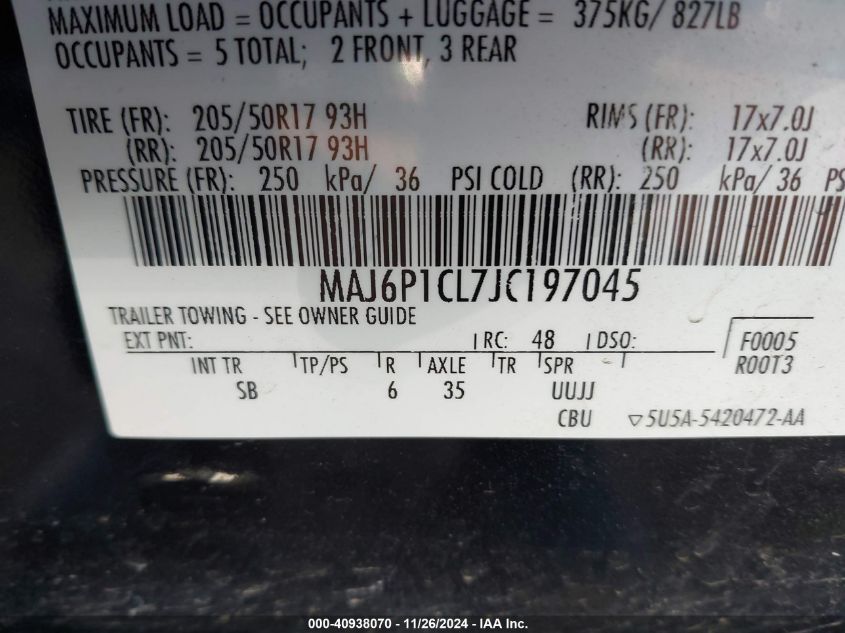 MAXIMUM LOAD = OCCUPANTS + LUGGAGE = 375KG/ 827LB
OCCUPANTS = 5 TOTAL; 2 FRONT, 3 REAR
TIRE (FR): 205/50R17 93H RIMS (FR): 17x7.0J
(RR): 205/50R17 93H (RR): 17x7.0J
PRESSURE (FR): 250 kPa/ 36 PSI COLD (RR): 250 kPa/ 36 PS
MAJ6P1CL7JC197045
TRAILER TOWING - SEE OWNER GUIDE
EXT PNT: RC: 48 DSO: F0005
INT TR TP/PS R AXLE TR SPR R00T3
SB 6 35 UUJJ
CBU ▽5U5A-5420472-AA
000-40938070 - 11/26/2024 - IAA Inc.